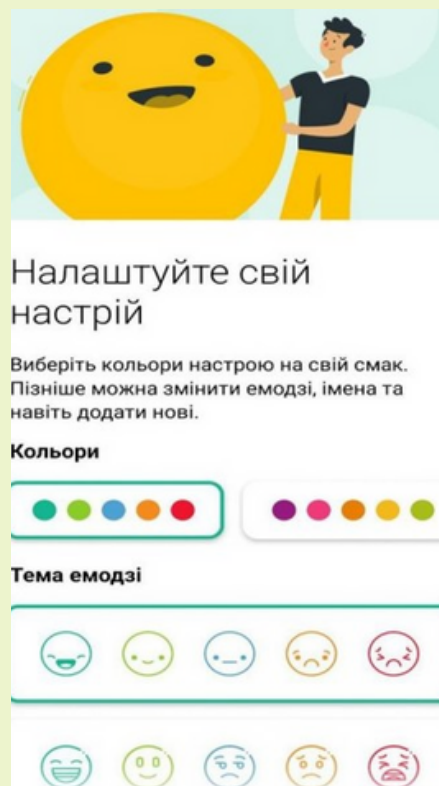 Налаштуйте свій
настрій
Виберіть кольори настрою на свій смак.
Пізніше можна змінити емодзі, імена та
навіть додати нові.
Кольори
Тема емодзі